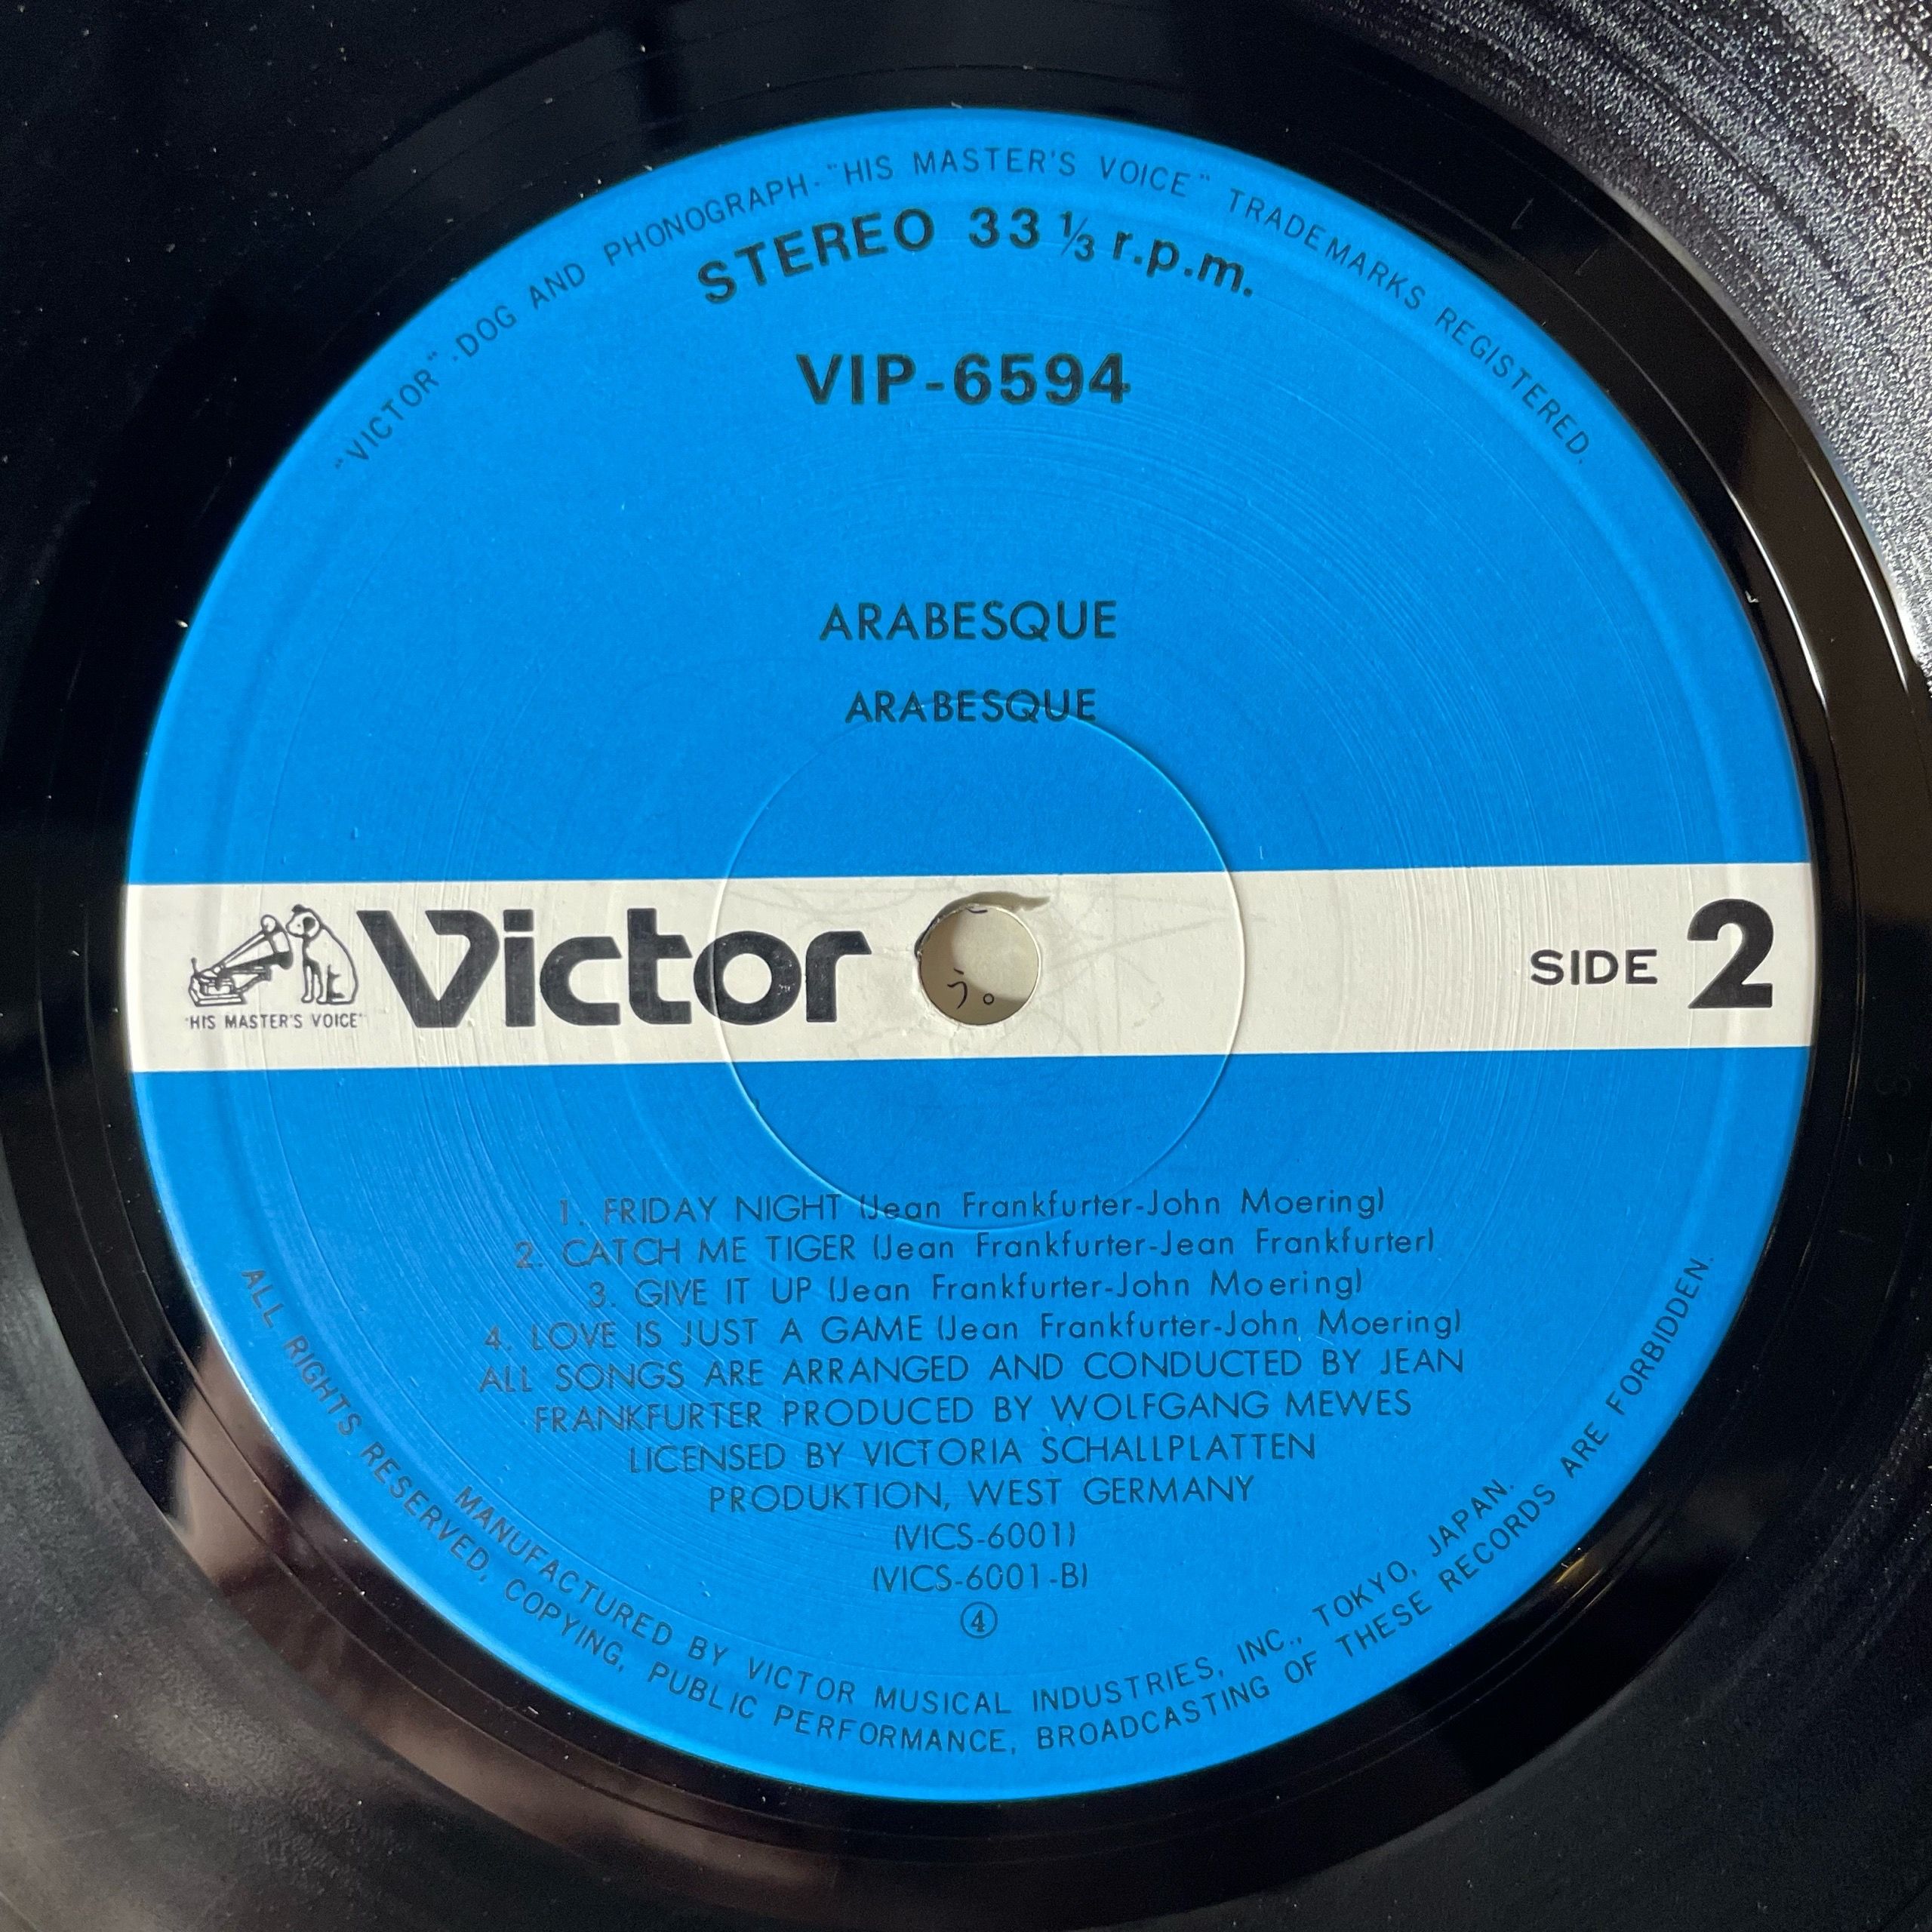 "VICTOR"-DOG AND PHONOGRAPH-"HIS MASTER'S VOICE" TRADEMARKS REGISTERED.
STEREO 33 ⅓ r.p.m.
VIP-6594
ARABESQUE
ARABESQUE
"HIS MASTER'S VOICE"
Victor
う。
SIDE 2
1. FRIDAY NIGHT (Jean Frankfurter-John Moering)
2. CATCH ME TIGER (Jean Frankfurter-Jean Frankfurter)
3. GIVE IT UP (Jean Frankfurter-John Moering)
4. LOVE IS JUST A GAME (Jean Frankfurter-John Moering)
ALL SONGS ARE ARRANGED AND CONDUCTED BY JEAN
FRANKFURTER PRODUCED BY WOLFGANG MEWES
LICENSED BY VICTORIA SCHALLPLATTEN
PRODUKTION, WEST GERMANY
(VICS-6001)
(VICS-6001-B)
④
MANUFACTURED BY VICTOR MUSICAL INDUSTRIES, INC., TOKYO, JAPAN.
ALL RIGHTS RESERVED, COPYING, PUBLIC PERFORMANCE, BROADCASTING OF THESE RECORDS ARE FORBIDDEN.